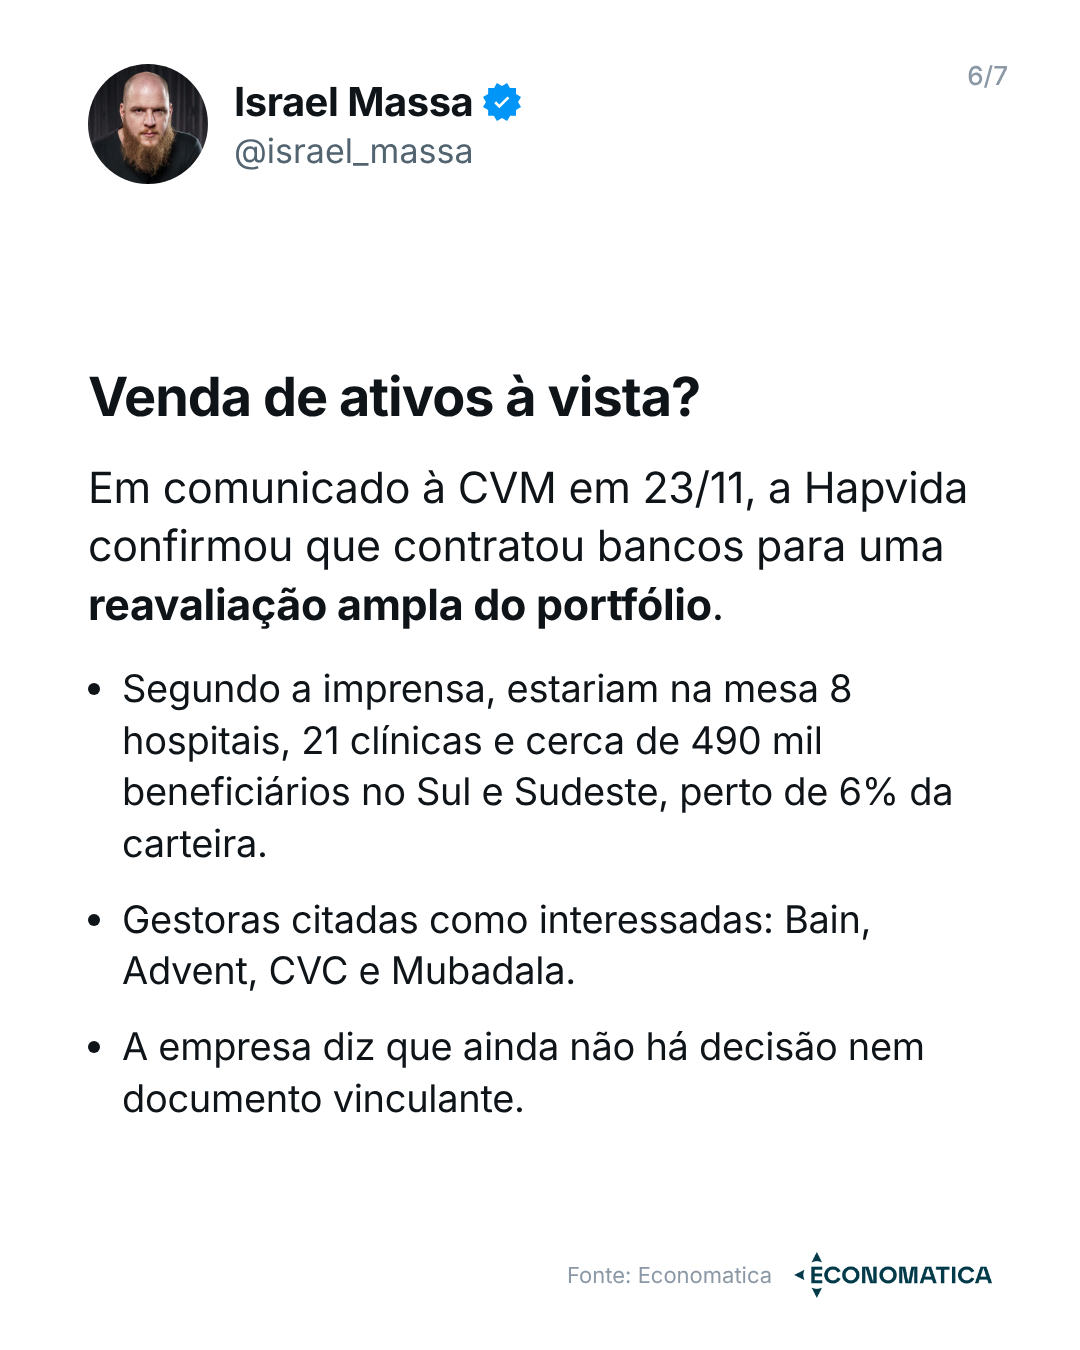 Israel Massa
@israel_massa
6/7
Venda de ativos à vista?
Em comunicado à CVM em 23/11, a Hapvida
confirmou que contratou bancos para uma
reavaliação ampla do portfólio.
• Segundo a imprensa, estariam na mesa 8
hospitais, 21 clínicas e cerca de 490 mil
beneficiários no Sul e Sudeste, perto de 6% da
carteira.
• Gestoras citadas como interessadas: Bain,
Advent, CVC e Mubadala.
• A empresa diz que ainda não há decisão nem
documento vinculante.
Fonte: Economatica
ECONOMATICA